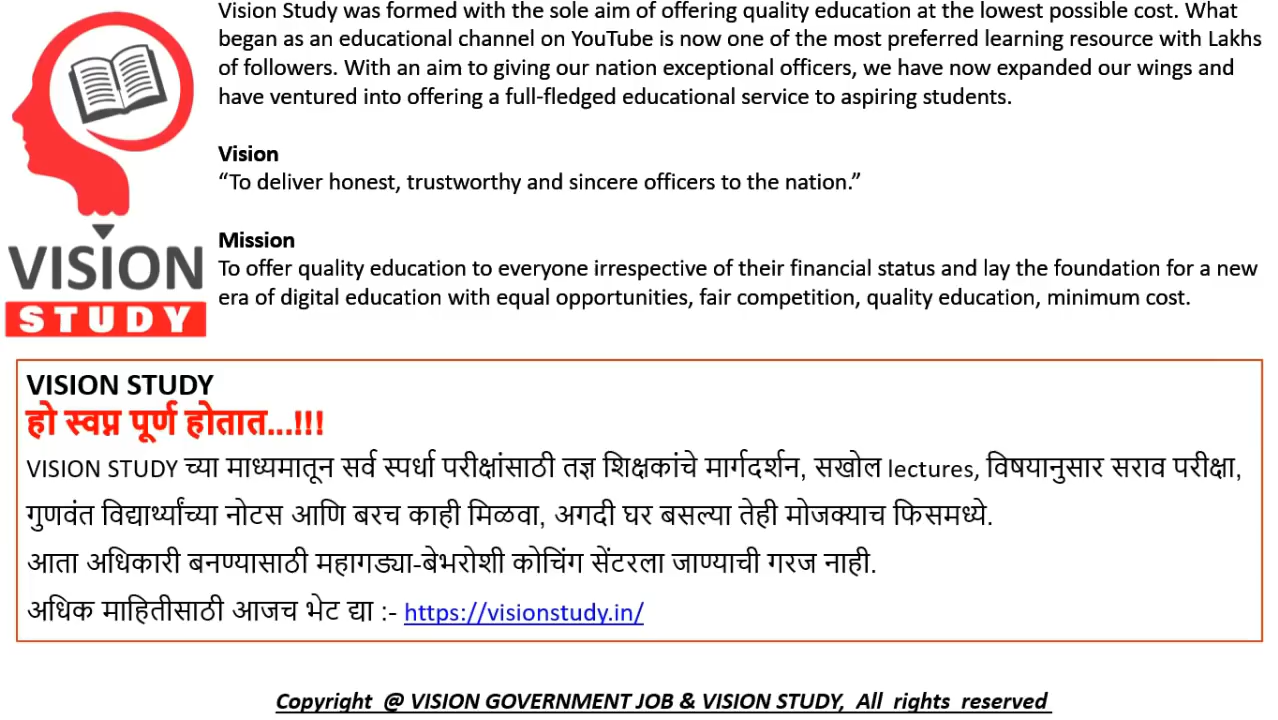 Vision Study was formed with the sole aim of offering quality education at the lowest possible cost. What
began as an educational channel on YouTube is now one of the most preferred learning resource with Lakhs
of followers. With an aim to giving our nation exceptional officers, we have now expanded our wings and
have ventured into offering a full-fledged educational service to aspiring students.
Vision
“To deliver honest, trustworthy and sincere officers to the nation.”
Mission
To offer quality education to everyone irrespective of their financial status and lay the foundation for a new
era of digital education with equal opportunities, fair competition, quality education, minimum cost.
VISION
STUDY
VISION STUDY
हो स्वप्न पूर्ण होतात...!!!
VISION STUDY च्या माध्यमातून सर्व स्पर्धा परीक्षांसाठी तज्ञ शिक्षकांचे मार्गदर्शन, सखोल lectures, विषयानुसार सराव परीक्षा,
गुणवंत विद्यार्थ्यांच्या नोटस आणि बरच काही मिळवा, अगदी घर बसल्या तेही मोजक्याच फिसमध्ये.
आता अधिकारी बनण्यासाठी महागड्या-बेभरोशी कोचिंग सेंटरला जाण्याची गरज नाही.
अधिक माहितीसाठी आजच भेट द्या :- https://visionstudy.in/
Copyright @ VISION GOVERNMENT JOB & VISION STUDY, All rights reserved